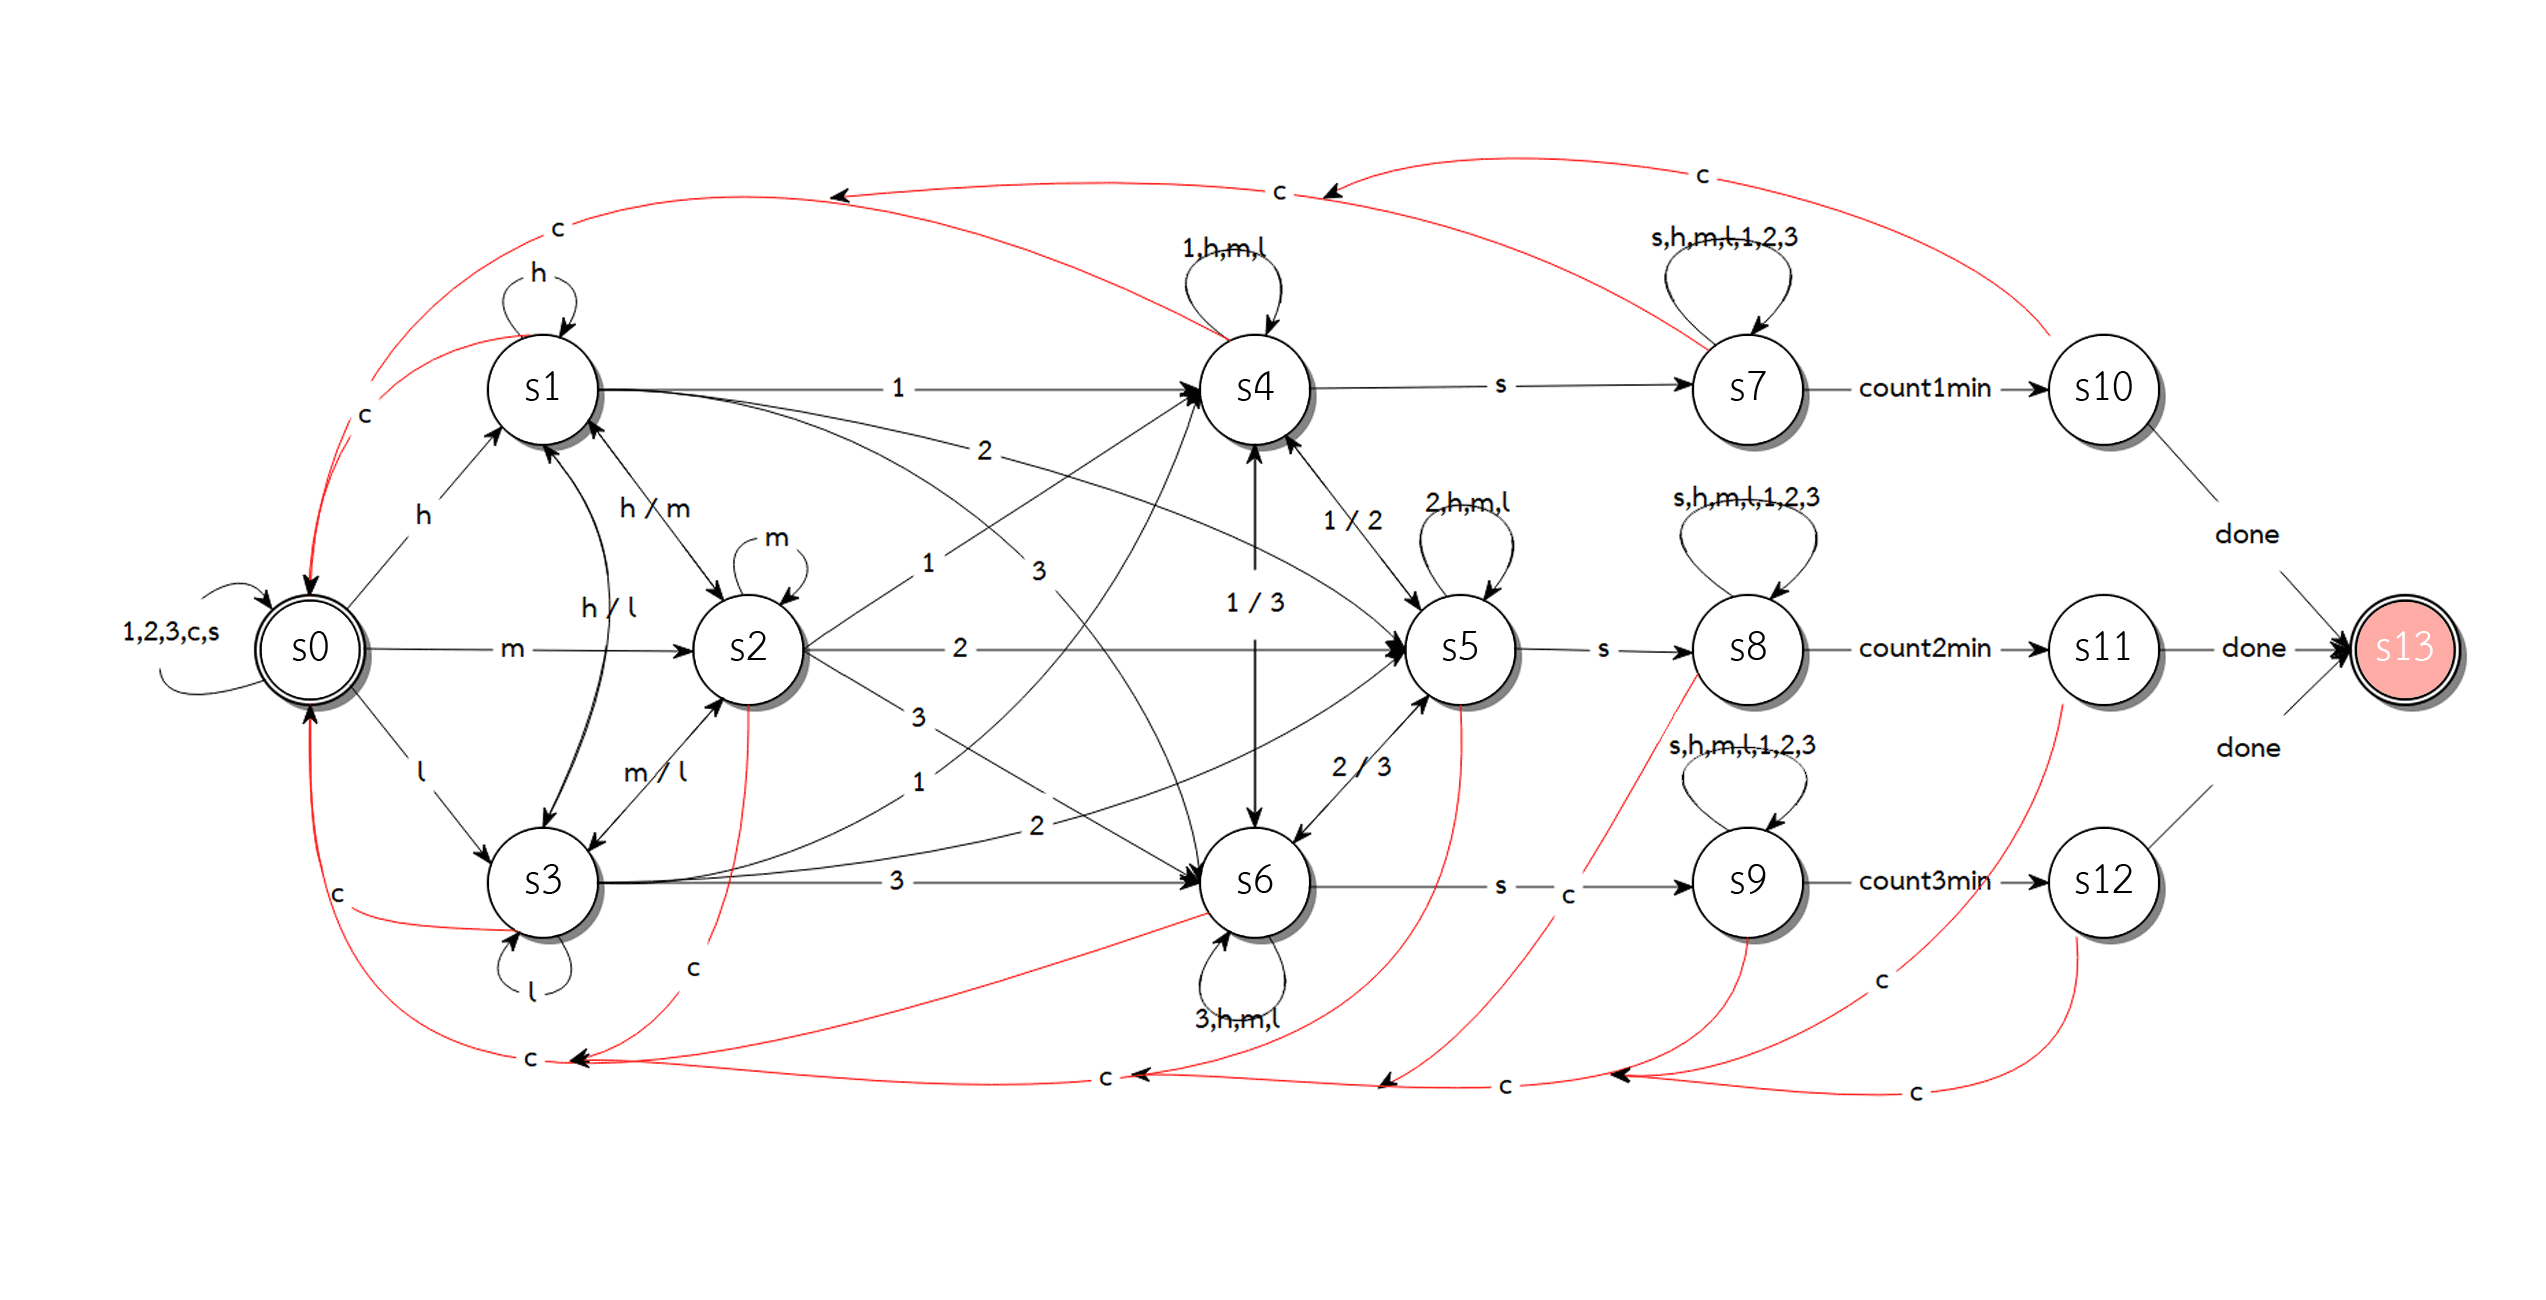 c
c
c
s,h,m,l,1,2,3
1,h,m,l
h
s1
1
s4
s
s7
count1min
s10
c
2
h
h / m
1 / 2
2,h,m,l
s,h,m,l,1,2,3
done
m
1
3
1 / 3
h / l
1,2,3,c,s
s0
m
s2
2
s5
s
s8
count2min
s11
done
s13
3
l
m / l
1
2 / 3
s,h,m,l,1,2,3
done
2
s3
3
s6
s
c
s9
count3min
s12
c
c
c
l
3,h,m,l
c
c
c
c